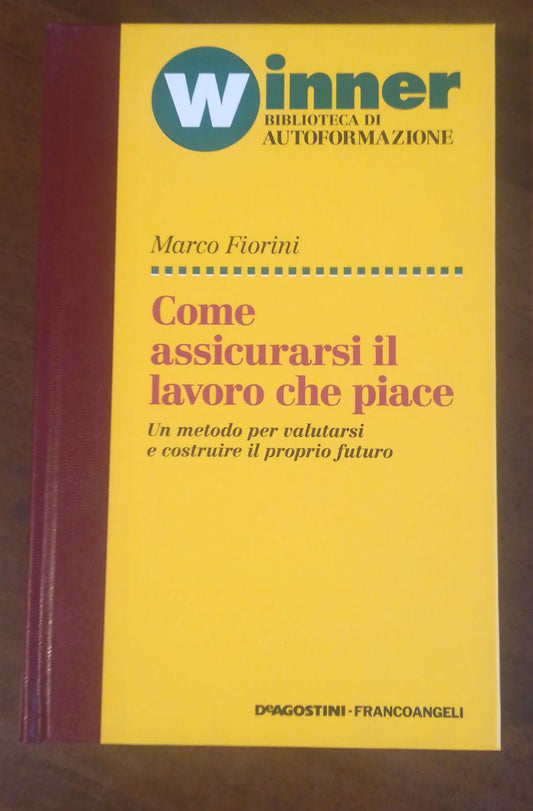 Winner
BIBLIOTECA DI
AUTOFORMAZIONE
Marco Fiorini
Come
assicurarsi il
lavoro che piace
Un metodo per valutarsi
e costruire il proprio futuro
DeAGOSTINI-FRANCOANGELI